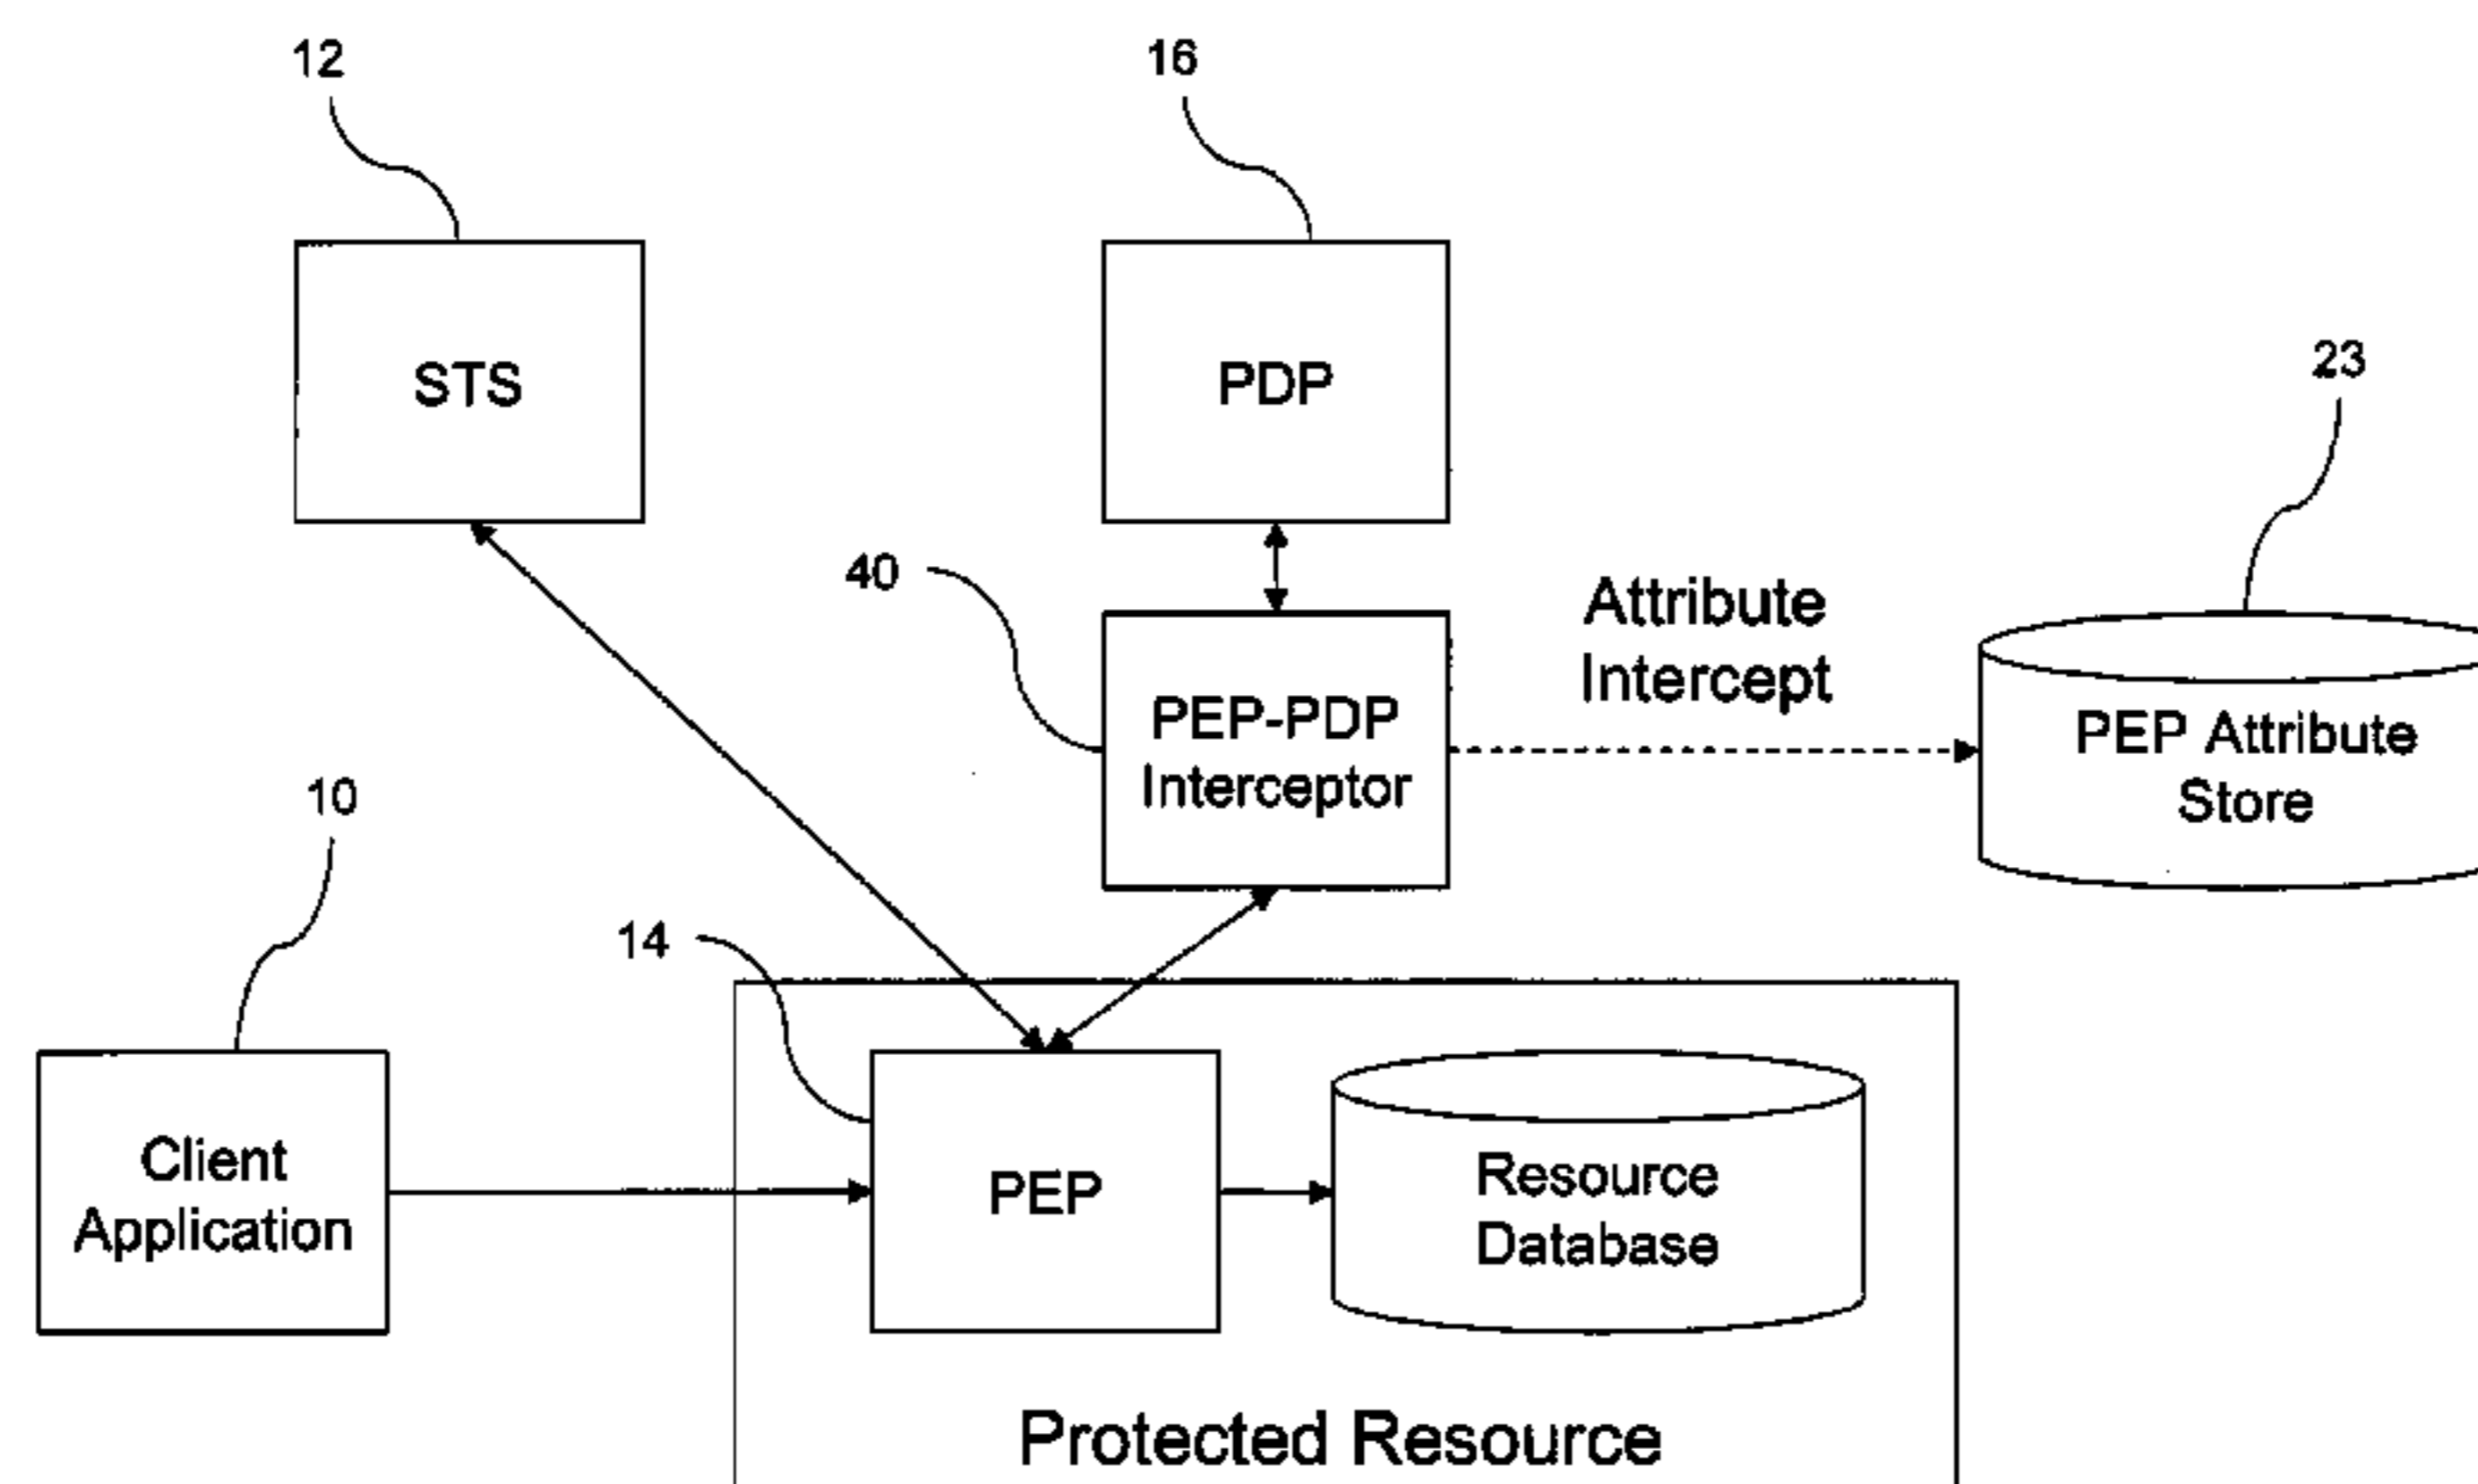 12
16
STS
PDP
23
40
Attribute
Intercept
PEP-PDP
Interceptor
PEP Attribute
Store
10
14
Client
Application
PEP
Resource
Database
Protected Resource